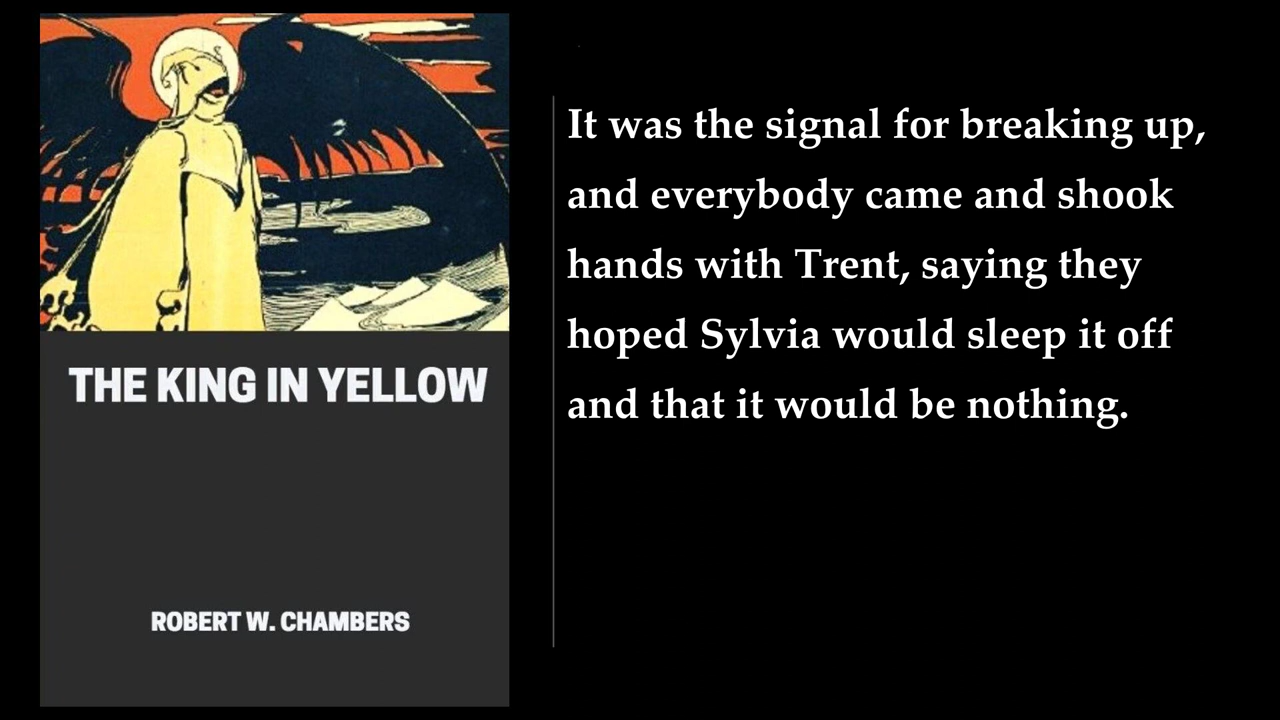 THE KING IN YELLOW
ROBERT W. CHAMBERS
It was the signal for breaking up,
and everybody came and shook
hands with Trent, saying they
hoped Sylvia would sleep it off
and that it would be nothing.